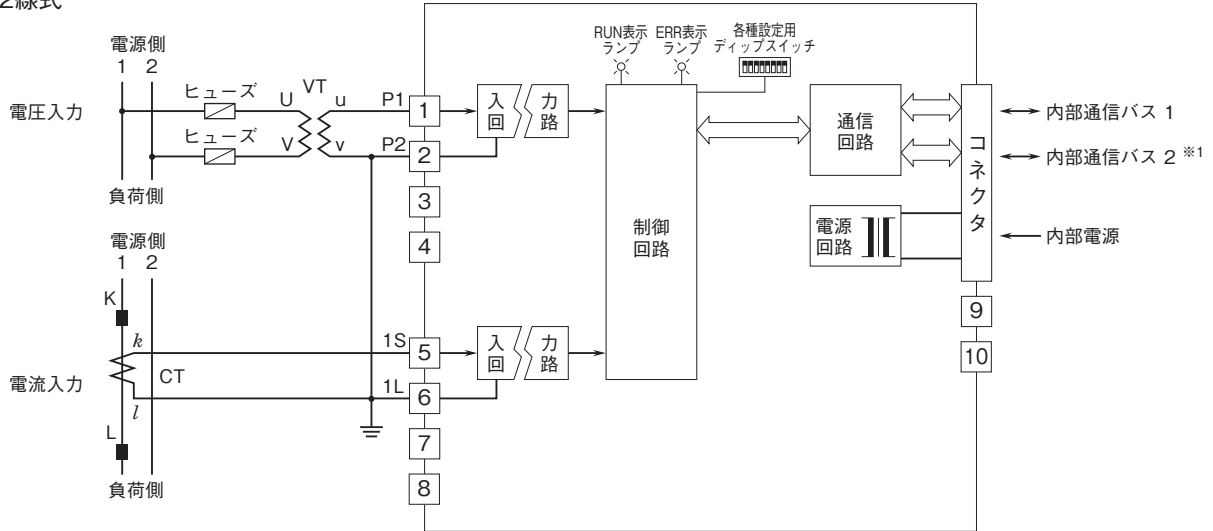 2線式
電源側
1 2
ヒューズ
U
VT
u
P1
1
電圧入力
ヒューズ
V
v
P2
2
負荷側
3
4
電源側
1 2
K
k
1S
5
電流入力
CT
l
1L
6
L
7
負荷側
8
RUN表示
ランプ
ERR表示
ランプ
各種設定用
ディップスイッチ
入力
回路
制御
回路
入力
回路
通信
回路
電源
回路
コネクタ
内部通信バス 1
内部通信バス 2 ※1
内部電源
9
10